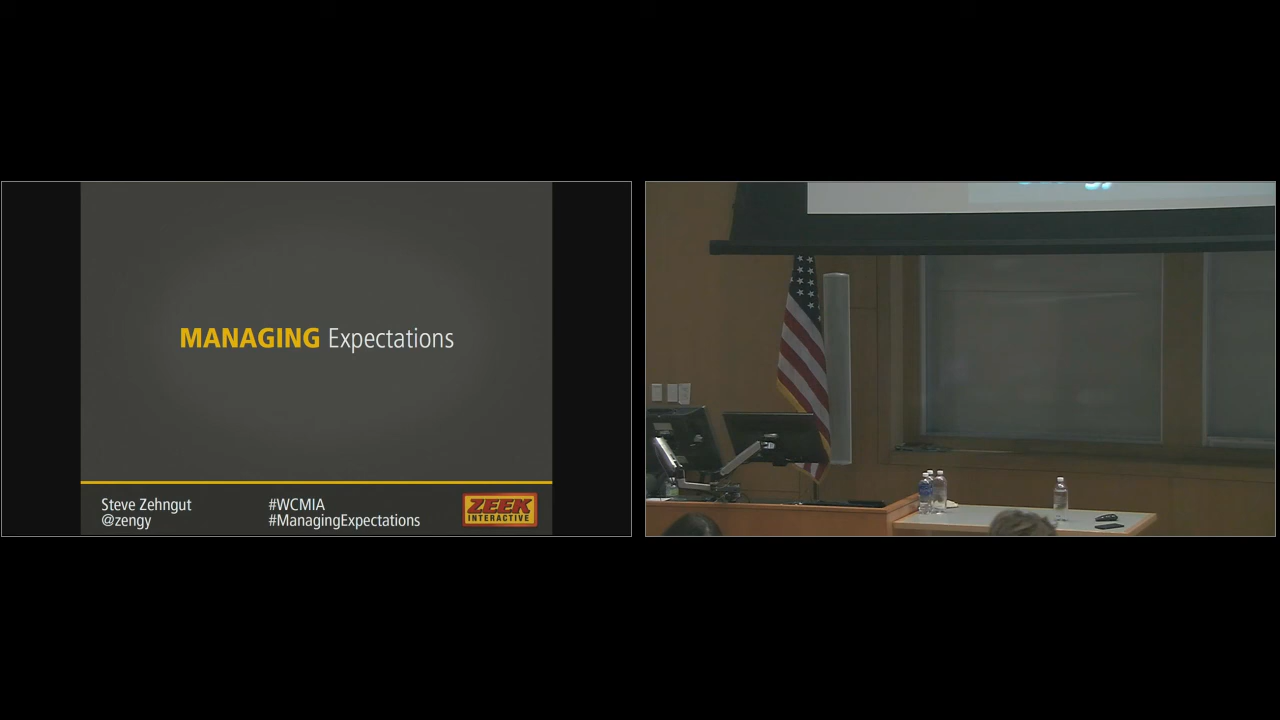 MANAGING Expectations
Steve Zehngut
@zengy
#WCMIA
#ManagingExpectations
ZEEK
INTERACTIVE